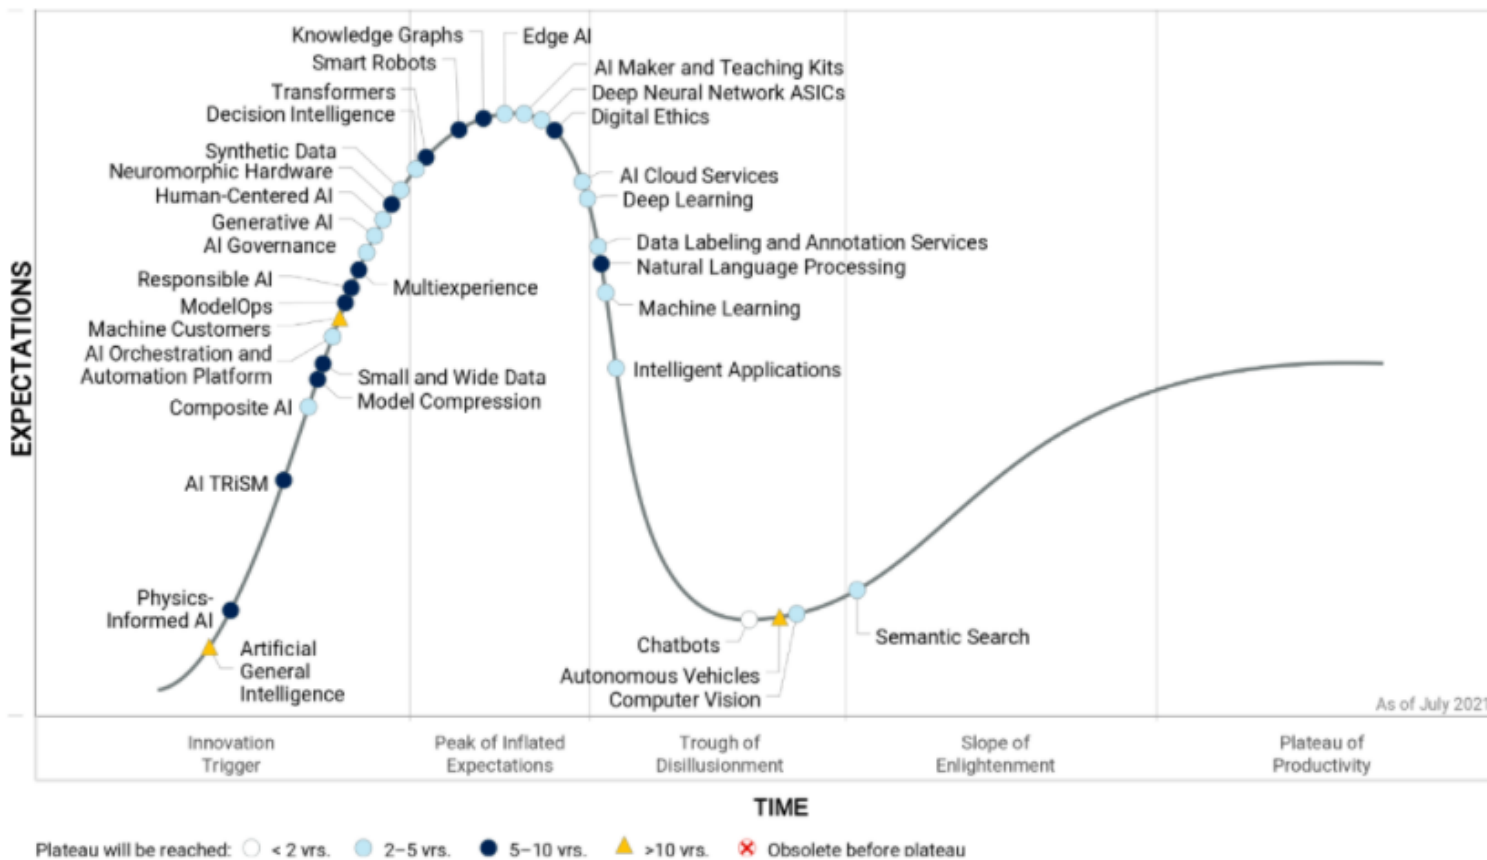 Knowledge Graphs
Edge AI
Smart Robots
AI Maker and Teaching Kits
Transformers
Deep Neural Network ASICs
Decision Intelligence
Digital Ethics
Synthetic Data
Neuromorphic Hardware
AI Cloud Services
Human-Centered AI
Deep Learning
Generative AI
AI Governance
Data Labeling and Annotation Services
Natural Language Processing
Responsible AI
Multiexperience
ModelOps
Machine Learning
Machine Customers
AI Orchestration and
Automation Platform
Intelligent Applications
Small and Wide Data
Model Compression
Composite AI
EXPECTATIONS
AI TRiSM
Physics-
Informed AI
Artificial
General
Intelligence
Chatbots
Semantic Search
Autonomous Vehicles
Computer Vision
As of July 2021
Innovation
Trigger
Peak of Inflated
Expectations
Trough of
Disillusionment
Slope of
Enlightenment
Plateau of
Productivity
TIME
Plateau will be reached: < 2 yrs. 2–5 yrs. 5–10 yrs. >10 yrs. Obsolete before plateau